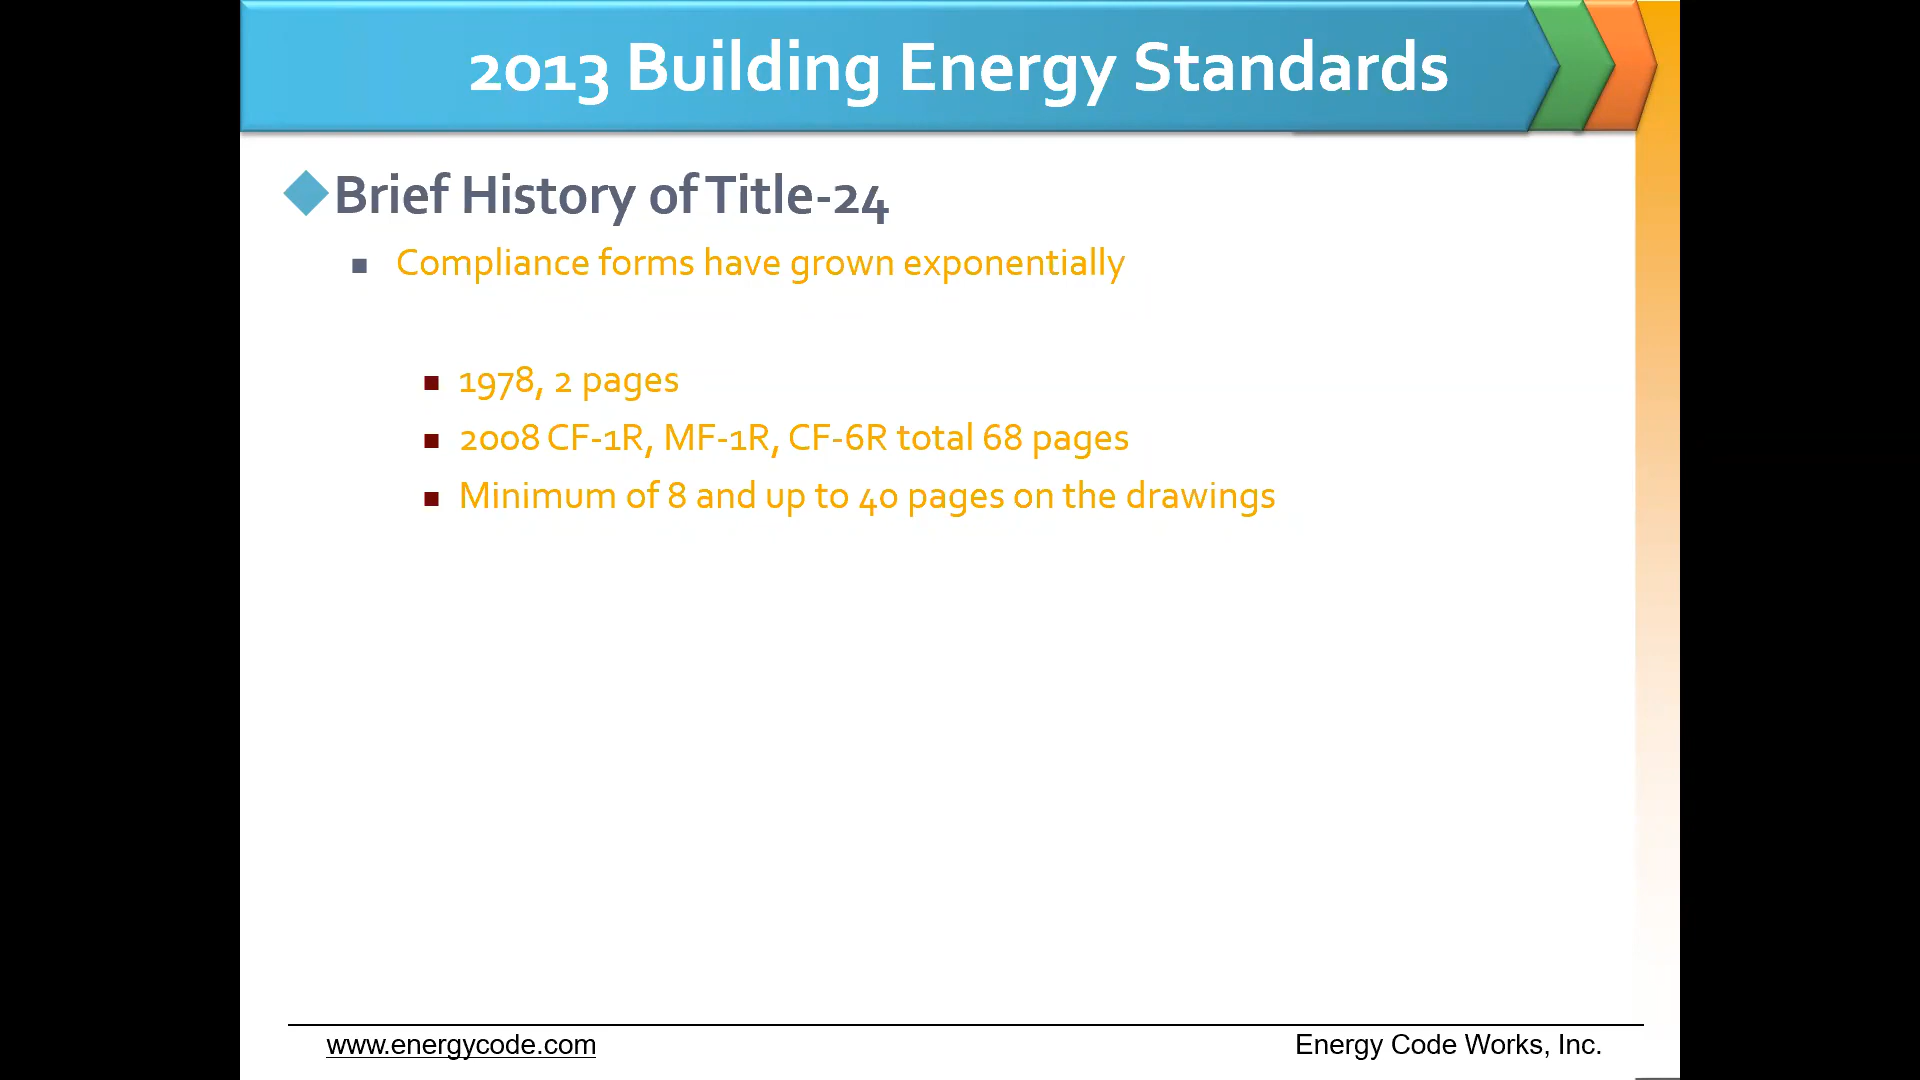 2013 Building Energy Standards
Brief History of Title-24
Compliance forms have grown exponentially
1978, 2 pages
2008 CF-1R, MF-1R, CF-6R total 68 pages
Minimum of 8 and up to 40 pages on the drawings
www.energycode.com
Energy Code Works, Inc.